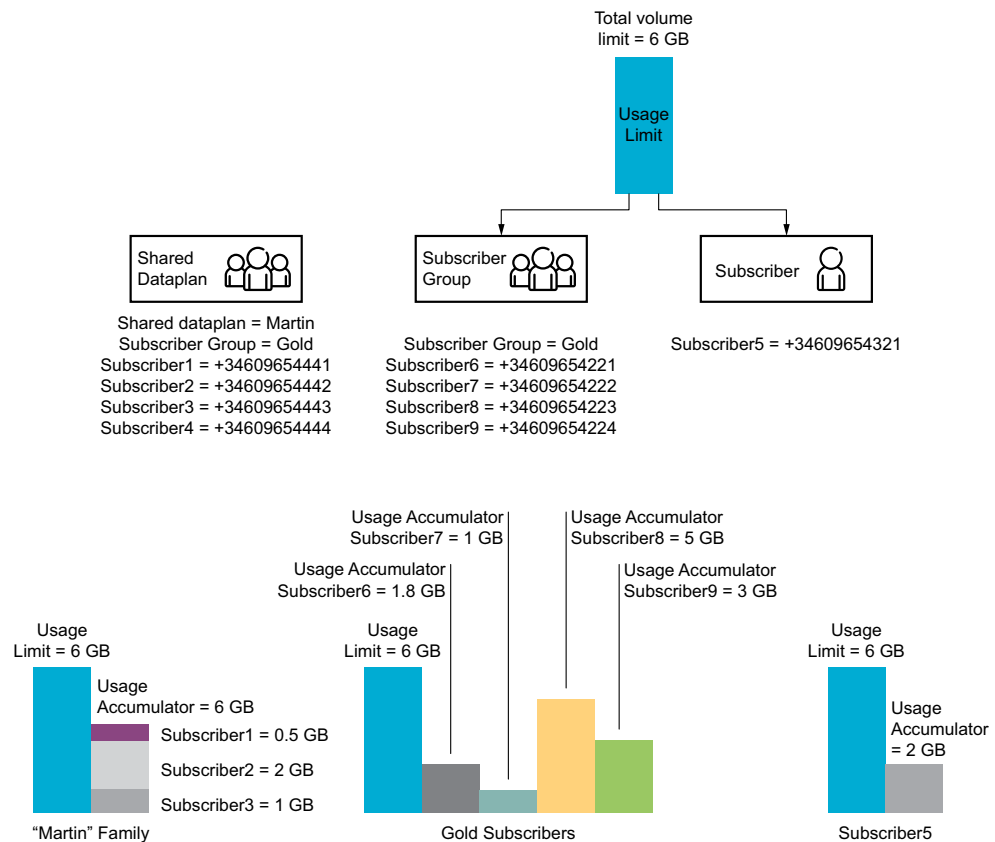 Total volume
limit = 6 GB
Usage
Limit
Shared
Dataplan
Subscriber
Group
Subscriber
Shared dataplan = Martin
Subscriber Group = Gold
Subscriber1 = +34609654441
Subscriber2 = +34609654442
Subscriber3 = +34609654443
Subscriber4 = +34609654444
Subscriber Group = Gold
Subscriber6 = +34609654221
Subscriber7 = +34609654222
Subscriber8 = +34609654223
Subscriber9 = +34609654224
Subscriber5 = +34609654321
Usage Accumulator
Subscriber7 = 1 GB
Usage Accumulator
Subscriber8 = 5 GB
Usage Accumulator
Subscriber6 = 1.8 GB
Usage Accumulator
Subscriber9 = 3 GB
Usage
Limit = 6 GB
Usage
Accumulator = 6 GB
Subscriber1 = 0.5 GB
Subscriber2 = 2 GB
Subscriber3 = 1 GB
"Martin" Family
Usage
Limit = 6 GB
Gold Subscribers
Usage
Limit = 6 GB
Usage
Accumulator
= 2 GB
Subscriber5